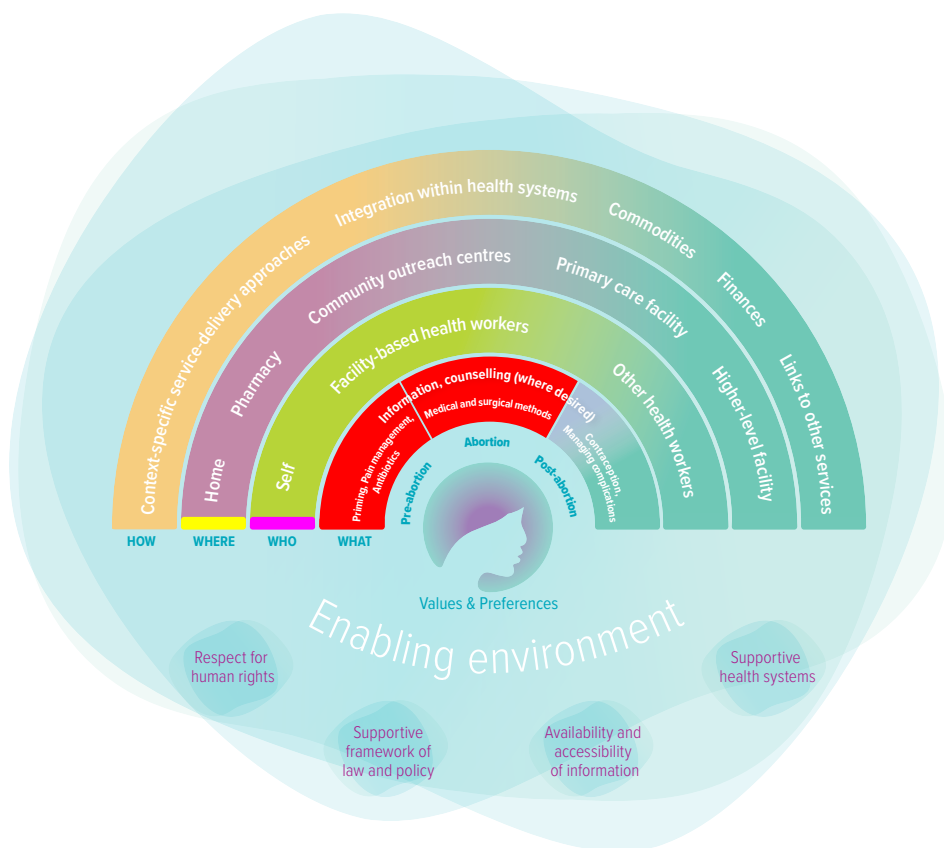 Context-specific service-delivery approaches
Integration within health systems
Commodities
Finances
Links to other services
Home
Pharmacy
Community outreach centres
Primary care facility
Higher-level facility
Self
Facility-based health workers
Other health workers
Information, counselling (where desired)
Priming, Pain management,
Antibiotics
Medical and surgical methods
Contraception,
Managing complications
Pre-abortion
Abortion
Post-abortion
HOW
WHERE
WHO
WHAT
Values & Preferences
Enabling environment
Respect for
human rights
Supportive
framework of
law and policy
Availability and
accessibility
of information
Supportive
health systems